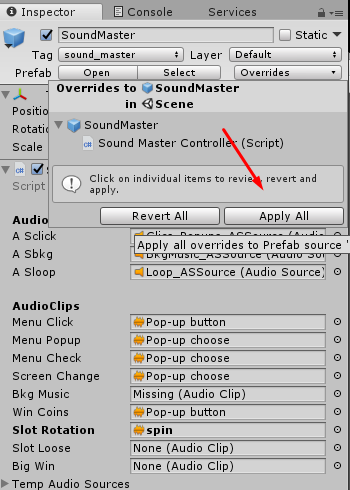 Inspector Console Services
SoundMaster Static
Tag sound_master Layer Default
Prefab Open Select Overrides
Overrides to SoundMaster
in Scene
Positio
Rotatio
Scale
SoundMaster
Sound Master Controller (Script)
Script
Click on individual items to review, revert and
apply.
Revert All Apply All
Audio
Apply all overrides to Prefab source '
A Sclick
A Sbkg
A Sloop Loop_ASSource (Audio Source)
AudioClips
Menu Click Pop-up button
Menu Popup Pop-up choose
Menu Check Pop-up choose
Screen Change Pop-up choose
Bkg Music Missing (Audio Clip)
Win Coins Pop-up button
Slot Rotation spin
Slot Loose None (Audio Clip)
Big Win None (Audio Clip)
Temp Audio Sources